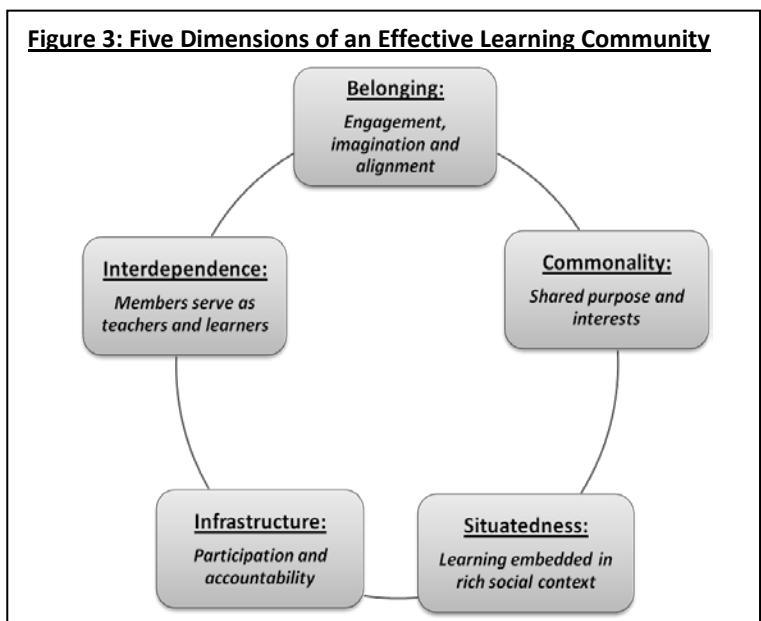 Figure 3: Five Dimensions of an Effective Learning Community
Belonging:
Engagement,
imagination and
alignment
Commonality:
Shared purpose and
interests
Situatedness:
Learning embedded in
rich social context
Infrastructure:
Participation and
accountability
Interdependence:
Members serve as
teachers and learners